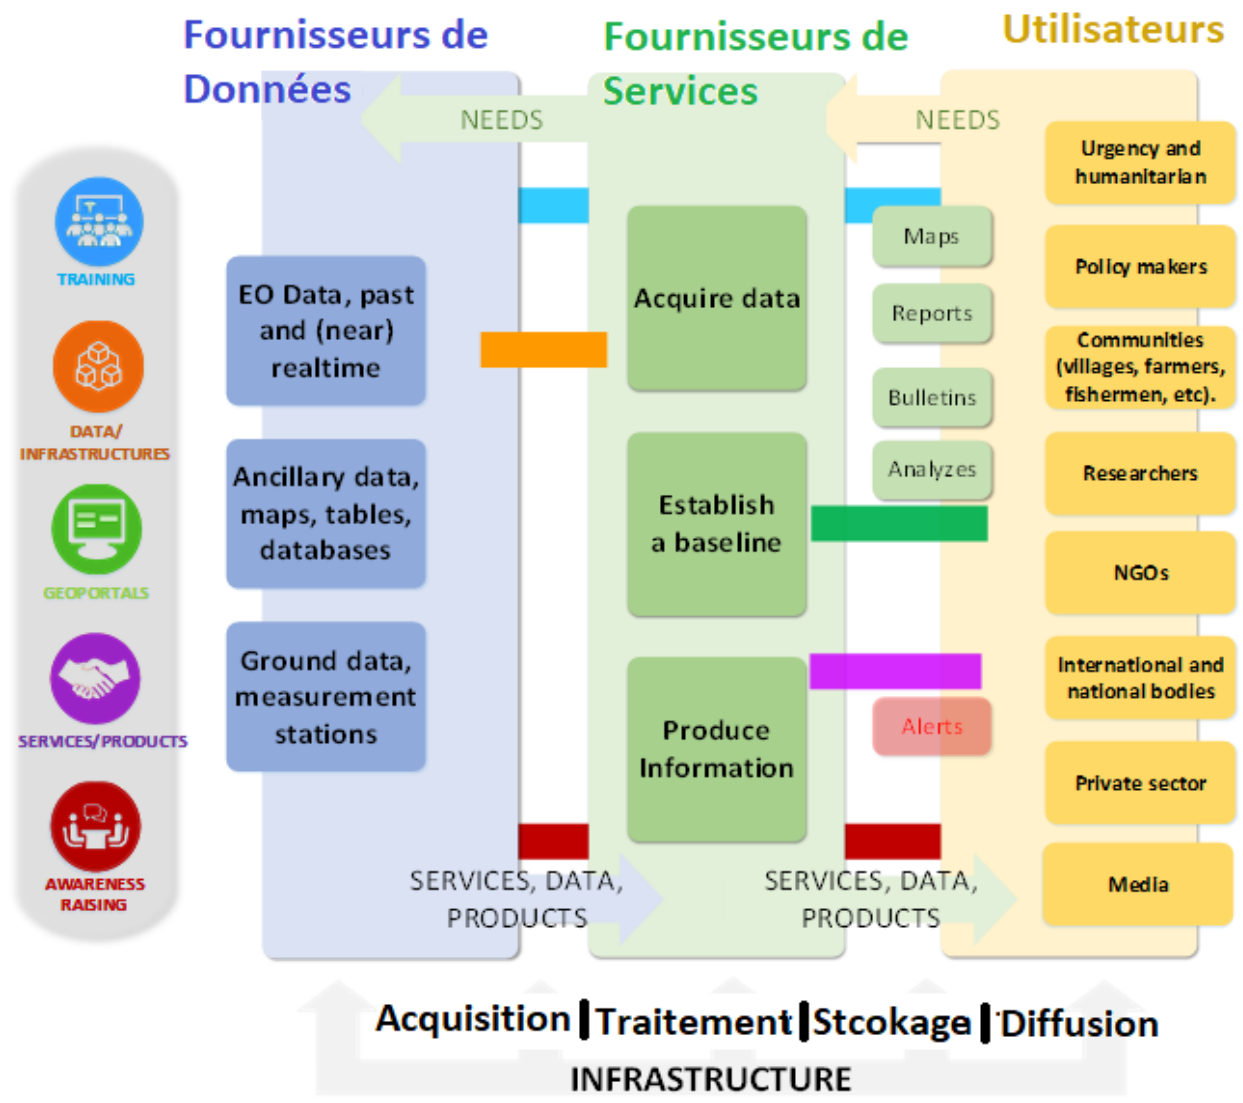 Fournisseurs de
Données
Fournisseurs de
Services
Utilisateurs
NEEDS
NEEDS
TRAINING
DATA/
INFRASTRUCTURES
GEOPORTALS
SERVICES/PRODUCTS
AWARENESS
RAISING
EO Data, past
and (near)
realtime
Ancillary data,
maps, tables,
databases
Ground data,
measurement
stations
Acquire data
Establish
a baseline
Produce
Information
Maps
Reports
Bulletins
Analyzes
Alerts
Urgency and
humanitarian
Policy makers
Communities
(villages, farmers,
fishermen, etc).
Researchers
NGOs
International and
national bodies
Private sector
Media
SERVICES, DATA,
PRODUCTS
SERVICES, DATA,
PRODUCTS
Acquisition | Traitement | Stcokage | Diffusion
INFRASTRUCTURE